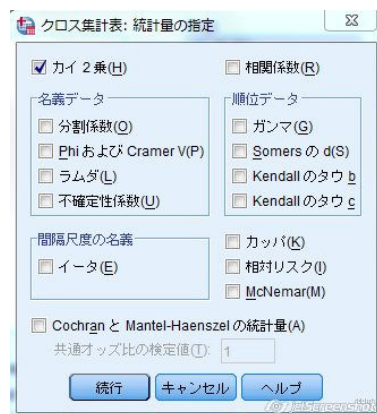 クロス集計表: 統計量の指定
カイ 2 乗(H)
相関係数(R)
名義データ
分割係数(O)
Phi および Cramer V(P)
ラムダ(L)
不確定性係数(U)
順位データ
ガンマ(G)
Somers の d(S)
Kendall のタウ b
Kendall のタウ c
間隔尺度の名義
イータ(E)
カッパ(K)
相対リスク(I)
McNemar(M)
Cochran と Mantel-Haenszel の統計量(A)
共通オッズ比の検定値(T): 1
続行 キャンセル ヘルプ